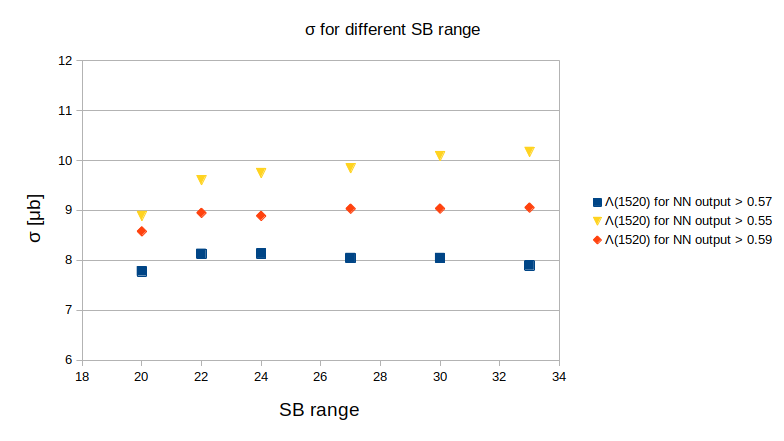 σ for different SB range
12
11
10
9
8
7
6
σ [μb]
18 20 22 24 26 28 30 32 34
SB range
Λ(1520) for NN output > 0.57
Λ(1520) for NN output > 0.55
Λ(1520) for NN output > 0.59